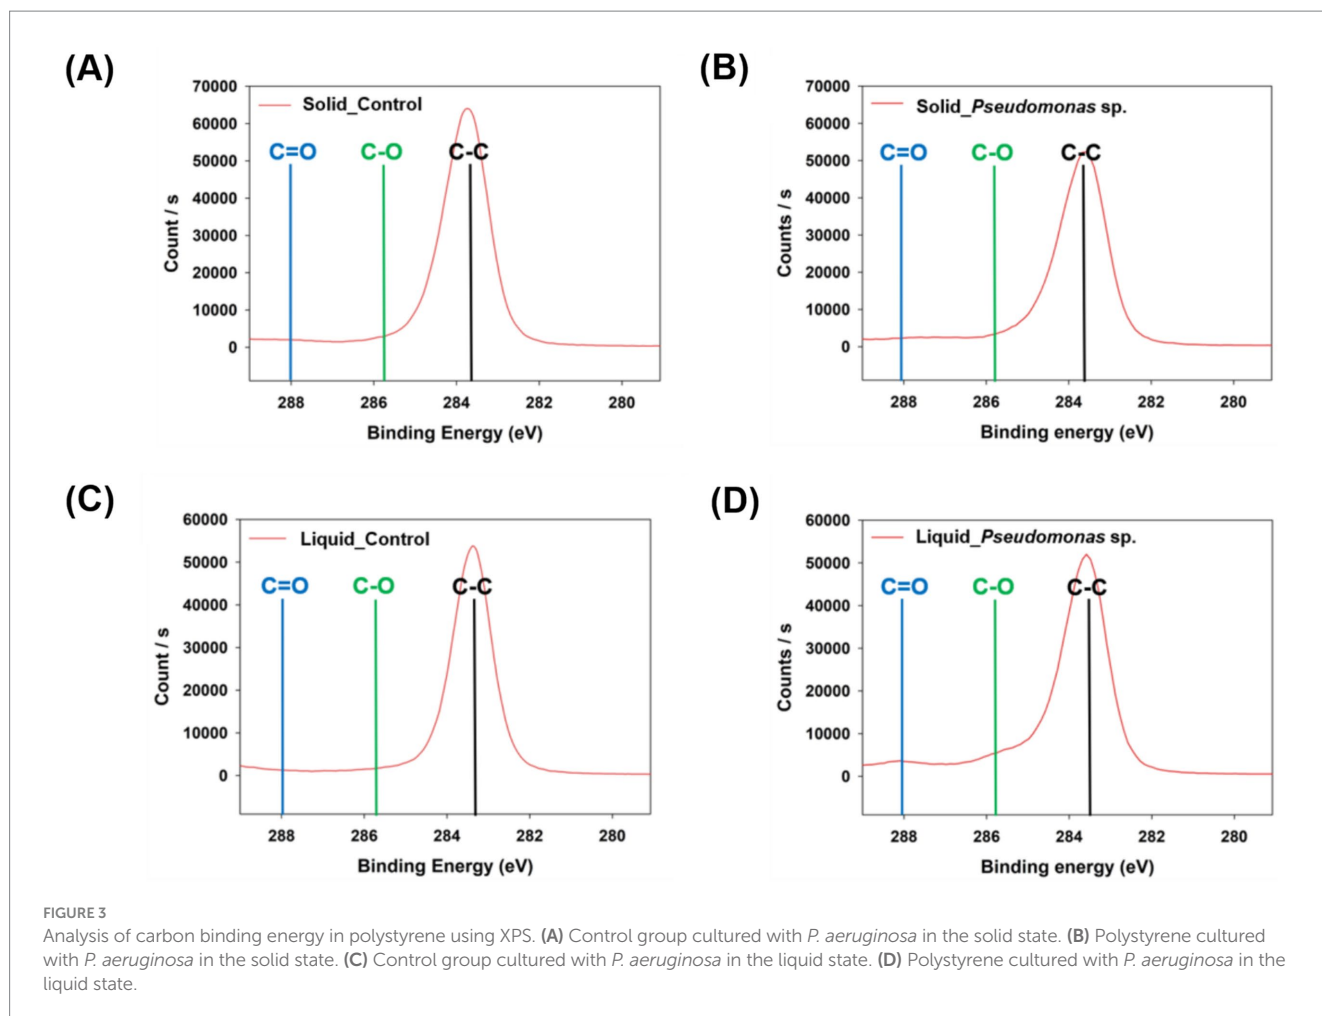 (A)
Solid_Control
C=O
C-O
C-C
70000
60000
50000
40000
30000
20000
10000
0
Count / s
288
286
284
282
280
Binding Energy (eV)
(B)
Solid_Pseudomonas sp.
C=O
C-O
C-C
70000
60000
50000
40000
30000
20000
10000
0
Counts / s
288
286
284
282
280
Binding energy (eV)
(C)
Liquid_Control
C=O
C-O
C-C
60000
50000
40000
30000
20000
10000
0
Count / s
288
286
284
282
280
Binding Energy (eV)
(D)
Liquid_Pseudomonas sp.
C=O
C-O
C-C
60000
50000
40000
30000
20000
10000
0
Counts / s
288
286
284
282
280
Binding energy (eV)
FIGURE 3
Analysis of carbon binding energy in polystyrene using XPS. (A) Control group cultured with P. aeruginosa in the solid state. (B) Polystyrene cultured
with P. aeruginosa in the solid state. (C) Control group cultured with P. aeruginosa in the liquid state. (D) Polystyrene cultured with P. aeruginosa in the
liquid state.